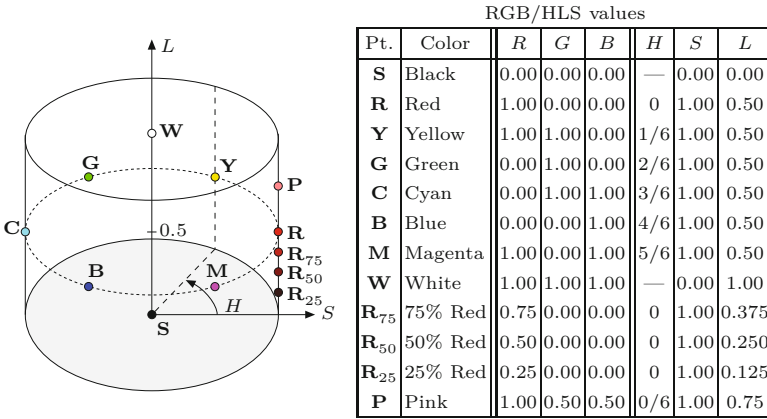 RGB/HLS values
Pt. Color R G B H S L
S Black 0.00 0.00 0.00 — 0.00 0.00
R Red 1.00 0.00 0.00 0 1.00 0.50
Y Yellow 1.00 1.00 0.00 1/6 1.00 0.50
G Green 0.00 1.00 0.00 2/6 1.00 0.50
C Cyan 0.00 1.00 1.00 3/6 1.00 0.50
B Blue 0.00 0.00 1.00 4/6 1.00 0.50
M Magenta 1.00 0.00 1.00 5/6 1.00 0.50
W White 1.00 1.00 1.00 — 0.00 1.00
R75 75% Red 0.75 0.00 0.00 0 1.00 0.375
R50 50% Red 0.50 0.00 0.00 0 1.00 0.250
R25 25% Red 0.25 0.00 0.00 0 1.00 0.125
P Pink 1.00 0.50 0.50 0/6 1.00 0.75
L
W
G
Y
P
C
0.5
R
R75
B
M
R50
R25
H
S
S